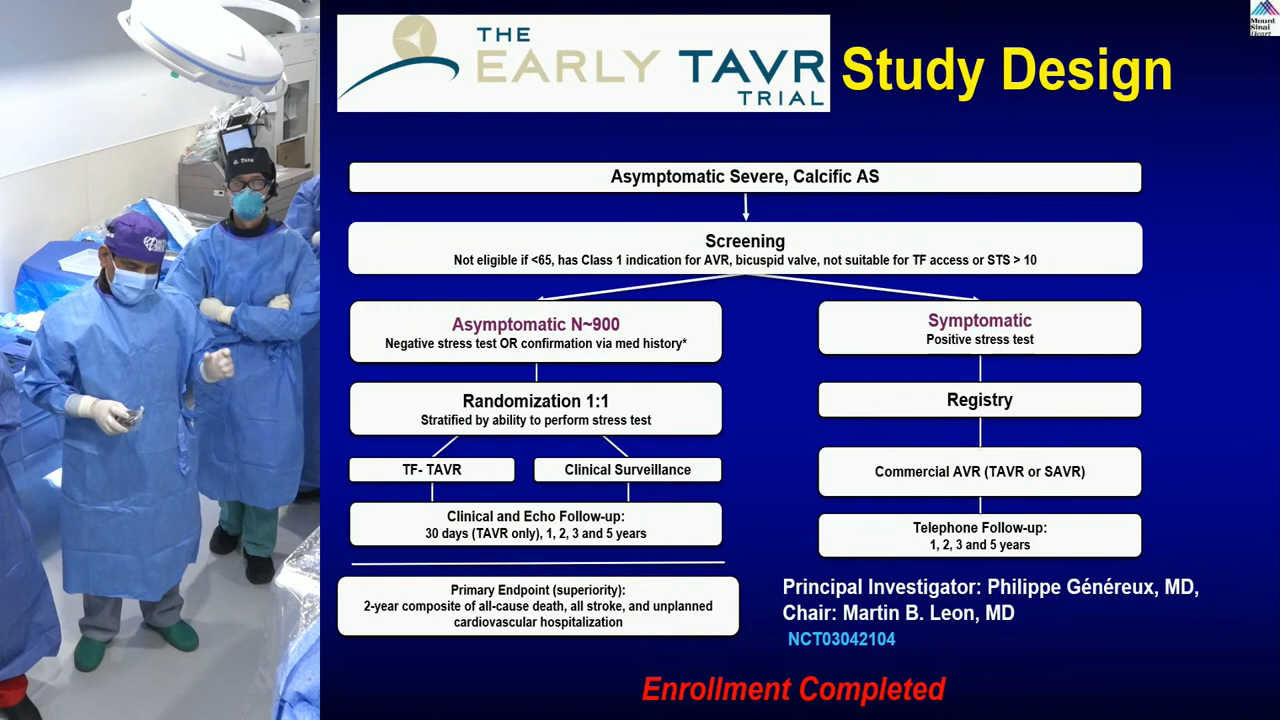 THE
EARLY TAVR
TRIAL
Study Design
Mount
Sinai
Heart
G. Tang
Asymptomatic Severe, Calcific AS
Screening
Not eligible if <65, has Class 1 indication for AVR, bicuspid valve, not suitable for TF access or STS > 10
Asymptomatic N~900
Negative stress test OR confirmation via med history*
Symptomatic
Positive stress test
Randomization 1:1
Stratified by ability to perform stress test
Registry
TF- TAVR
Clinical Surveillance
Commercial AVR (TAVR or SAVR)
Clinical and Echo Follow-up:
30 days (TAVR only), 1, 2, 3 and 5 years
Telephone Follow-up:
1, 2, 3 and 5 years
Primary Endpoint (superiority):
2-year composite of all-cause death, all stroke, and unplanned
cardiovascular hospitalization
Principal Investigator: Philippe Généreux, MD,
Chair: Martin B. Leon, MD
NCT03042104
Enrollment Completed